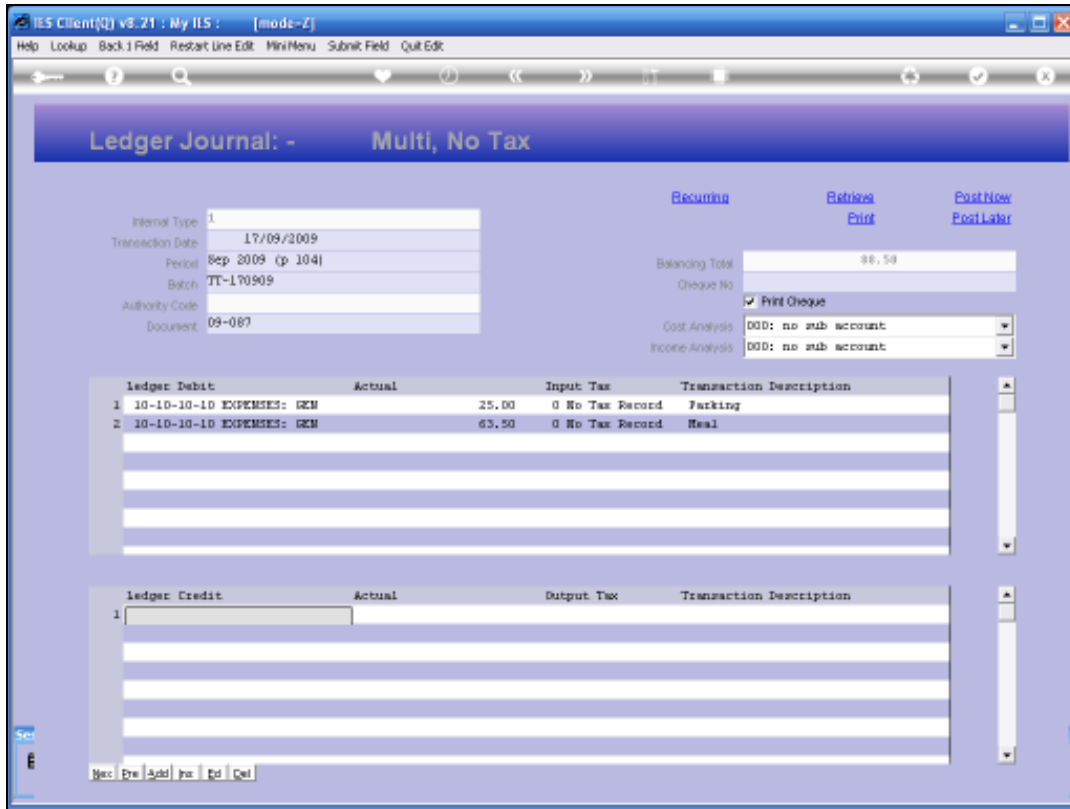 IES Client(Q) v8.21 : My IES : [mode-Z]
Help Lookup Back 1 Field Restart Line Edit MiniMenu Submit Field Quit Edit
Ledger Journal: - Multi, No Tax
Recurring Retrieve Post Now
Print Post Later
Internal Type 1
Transaction Date 17/09/2009
Period Sep 2009 (p 104)
Batch TT-170909
Authority Code
Document 09-087
Balancing Total 88.50
Cheque No
Print Cheque
Cost Analysis 000: no sub account
Income Analysis 000: no sub account
Ledger Debit Actual Input Tax Transaction Description
1 10-10-10-10 EXPENSES: GEN 25.00 0 No Tax Record Parking
2 10-10-10-10 EXPENSES: GEN 63.50 0 No Tax Record Meal
Ledger Credit Actual Output Tax Transaction Description
1
Nex Pre Add Ins Ed Del